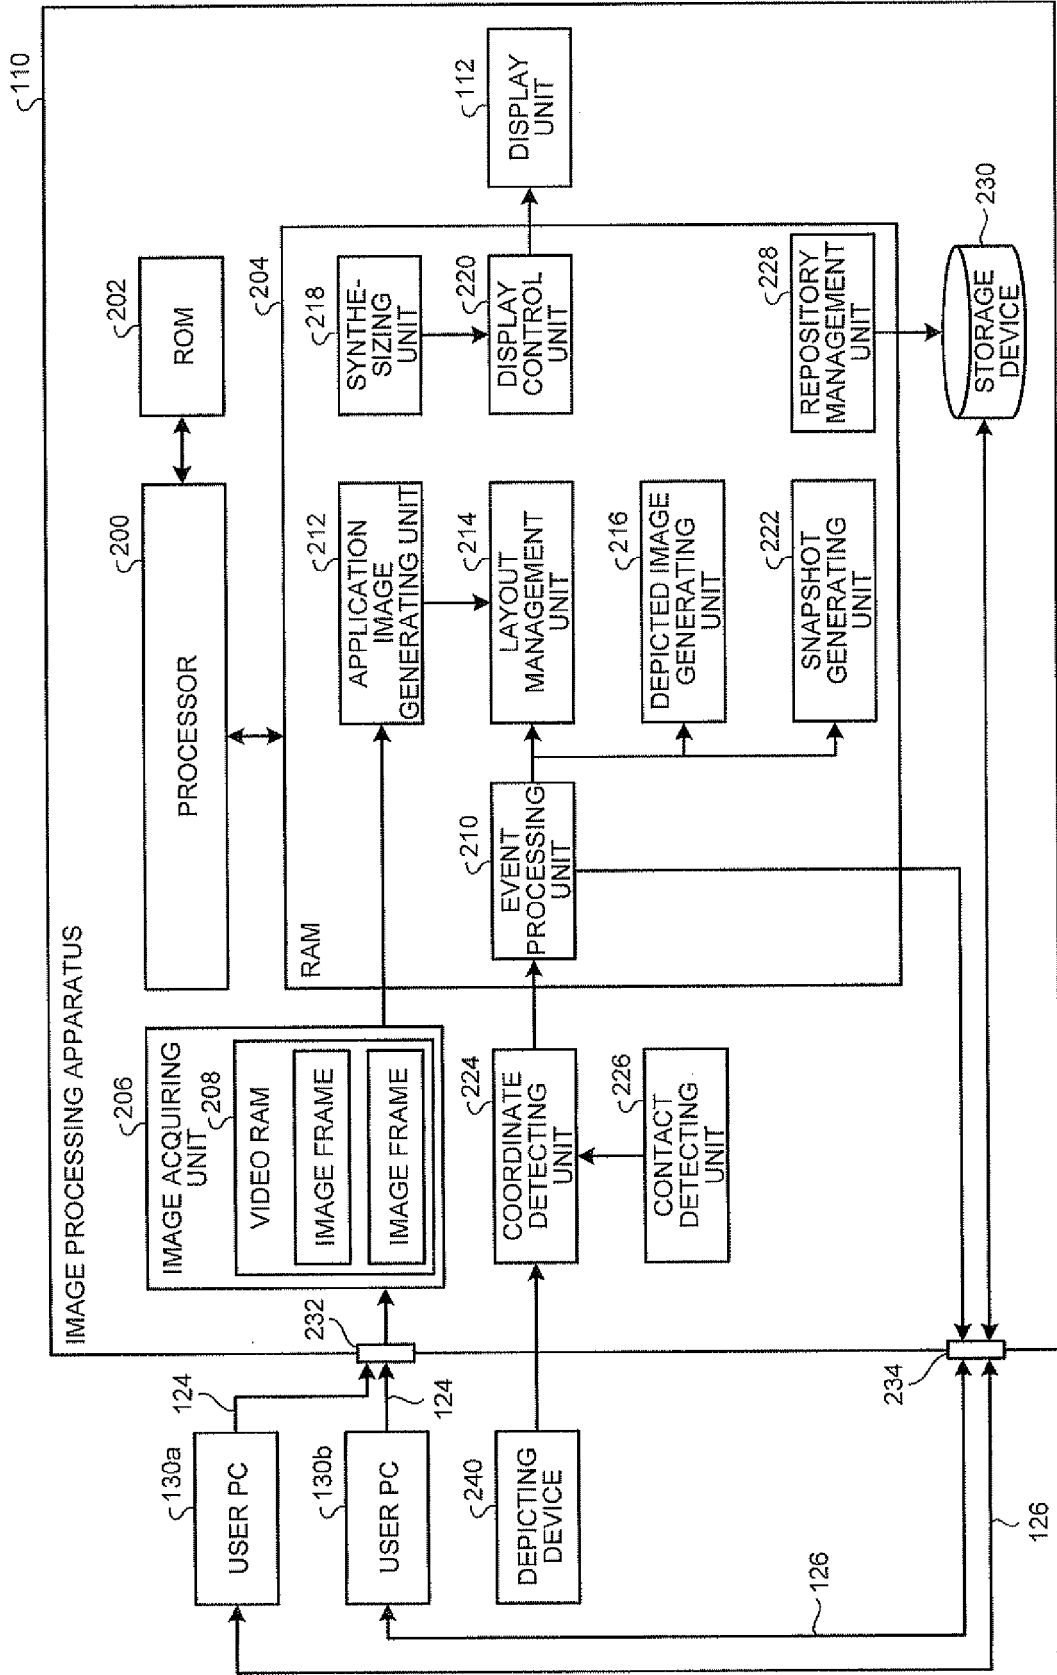 110
IMAGE PROCESSING APPARATUS
130a
USER PC
124
130b
USER PC
124
240
DEPICTING
DEVICE
126
126
232
234
206
IMAGE ACQUIRING
UNIT
208
VIDEO RAM
IMAGE FRAME
IMAGE FRAME
224
COORDINATE
DETECTING
UNIT
226
CONTACT
DETECTING
UNIT
200
PROCESSOR
202
ROM
204
RAM
210
EVENT
PROCESSING
UNIT
212
APPLICATION
IMAGE
GENERATING UNIT
214
LAYOUT
MANAGEMENT
UNIT
216
DEPICTED IMAGE
GENERATING
UNIT
222
SNAPSHOT
GENERATING
UNIT
218
SYNTHE-
SIZING
UNIT
220
DISPLAY
CONTROL
UNIT
228
REPOSITORY
MANAGEMENT
UNIT
112
DISPLAY
UNIT
230
STORAGE
DEVICE